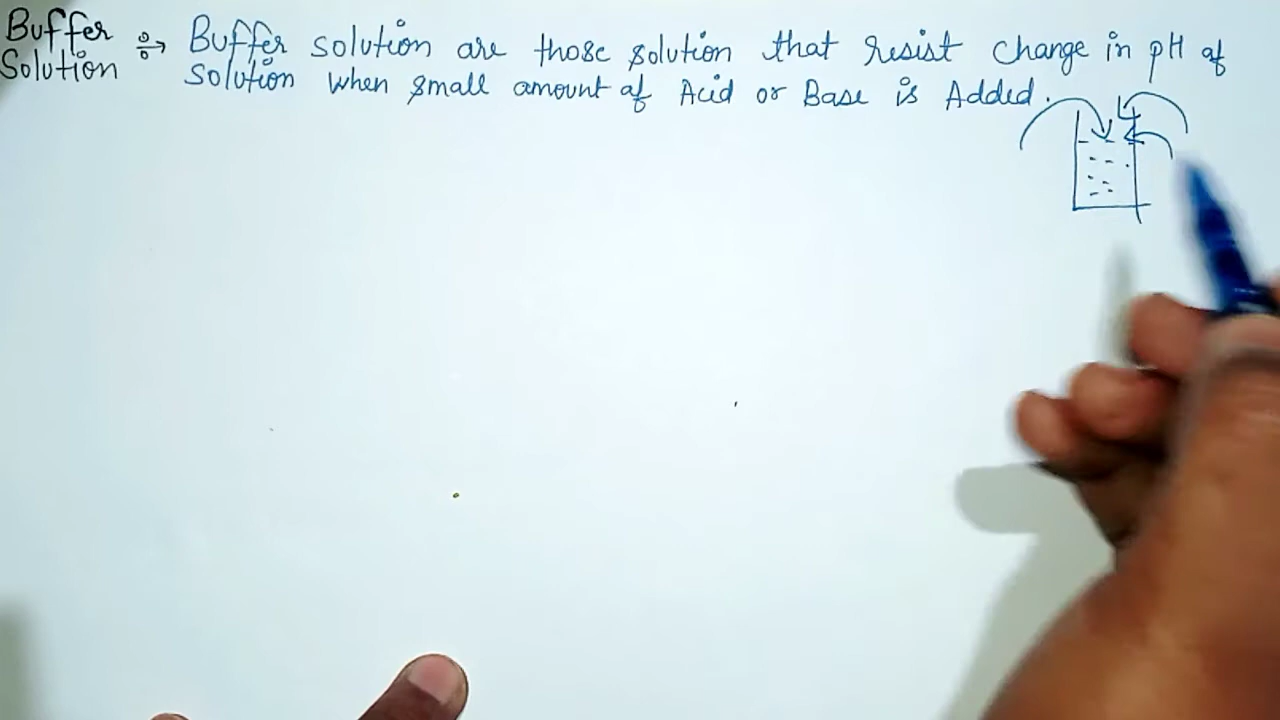 Buffer Solution ÷→ Buffer solution are those solution that resist change in pH of
solution when small amount of Acid or Base is Added.